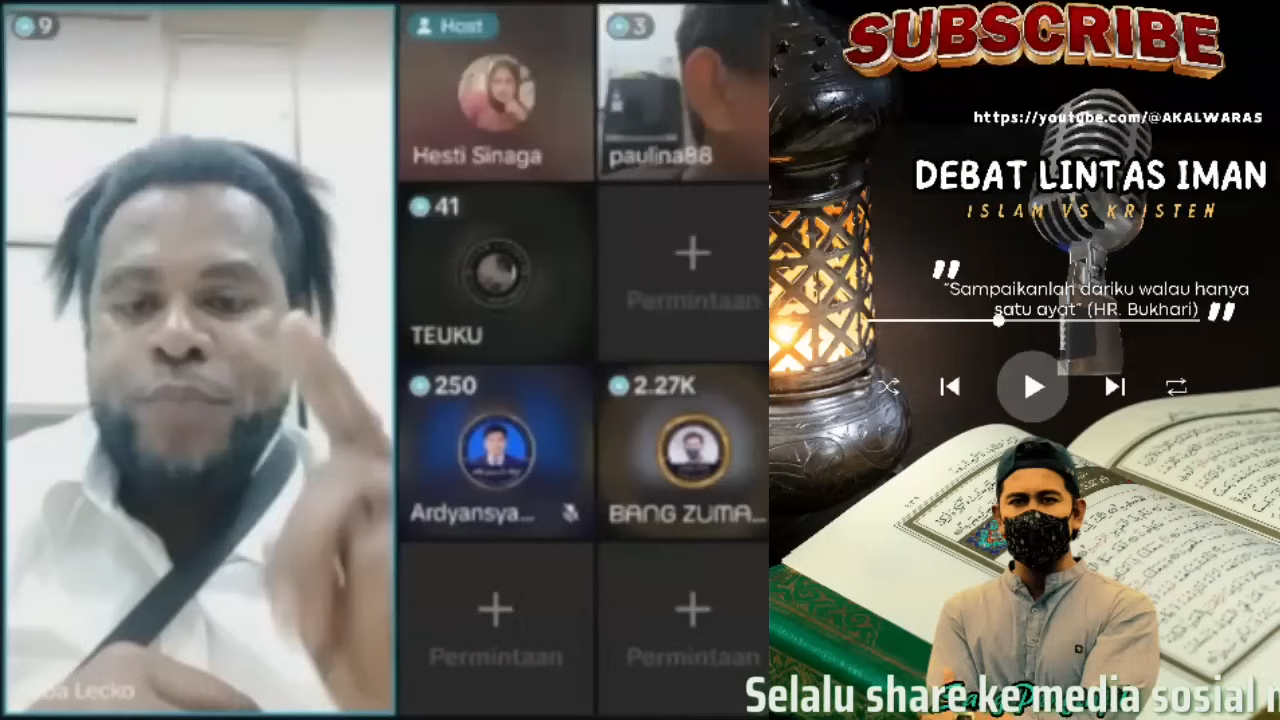 9
Host
Hesti Sinaga
3
paulina88
41
TEUKU
Permintaan
250
Ardyansya...
2.27K
BANG ZUMA...
Permintaan
Permintaan
Lecko
SUBSCRIBE
https://youtube.com/@AKALWARAS
DEBAT LINTAS IMAN
ISLAM VS KRISTEN
"Sampaikanlah dariku walau hanya
satu ayat" (HR. Bukhari)
Selalu share ke media sosial